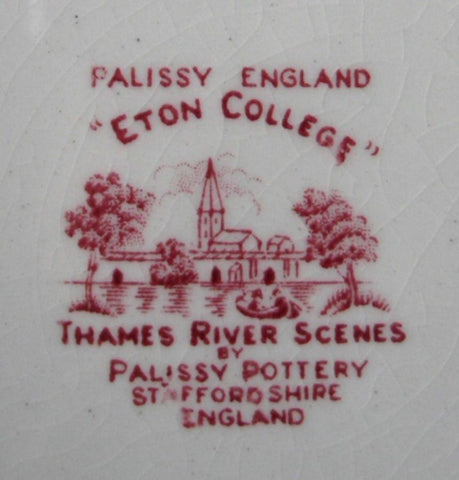 PALISSY ENGLAND
"ETON COLLEGE"
THAMES RIVER SCENES
BY
PALISSY POTTERY
STAFFORDSHIRE
ENGLAND